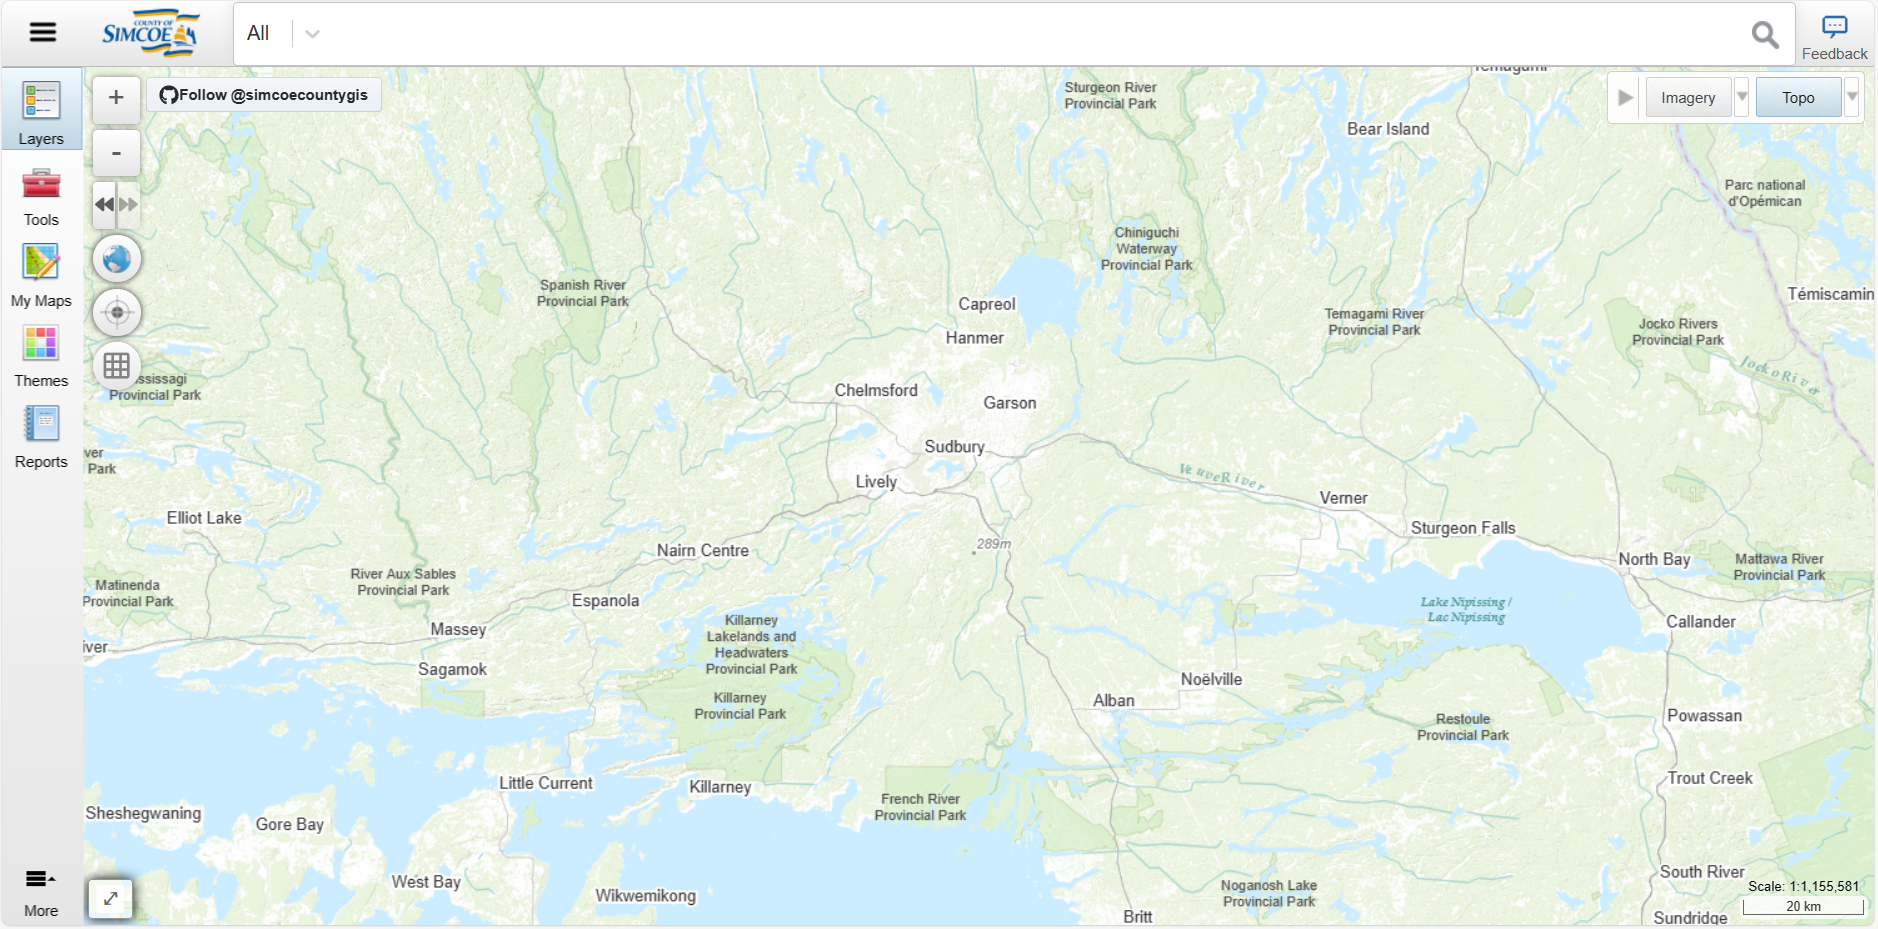 COUNTY OF
SIMCOE
All
Feedback
Layers
Tools
My Maps
Themes
Reports
More
+
-
Follow @simcoecountygis
Imagery
Topo
Temagami
Sturgeon River
Provincial Park
Bear Island
Parc national
d'Opémican
Chiniguchi
Waterway
Provincial Park
Spanish River
Provincial Park
Capreol
Témiscamin
Temagami River
Provincial Park
Jocko Rivers
Provincial Park
Hanmer
Jocko River
ssissagi
Provincial Park
Chelmsford
Garson
Sudbury
ver
Park
Lively
Veuve River
Verner
Elliot Lake
Sturgeon Falls
289m
Nairn Centre
North Bay
Mattawa River
Provincial Park
River Aux Sables
Provincial Park
Matinenda
Provincial Park
Espanola
Lake Nipissing /
Lac Nipissing
Killarney
Lakelands and
Headwaters
Provincial Park
Callander
Massey
iver
Sagamok
Noëlville
Killarney
Provincial Park
Alban
Restoule
Provincial Park
Powassan
Trout Creek
Little Current
Killarney
French River
Provincial Park
Sheshegwaning
Gore Bay
South River
West Bay
Wikwemikong
Noganosh Lake
Provincial Park
Scale: 1:1,155,581
20 km
Britt
Sundridge